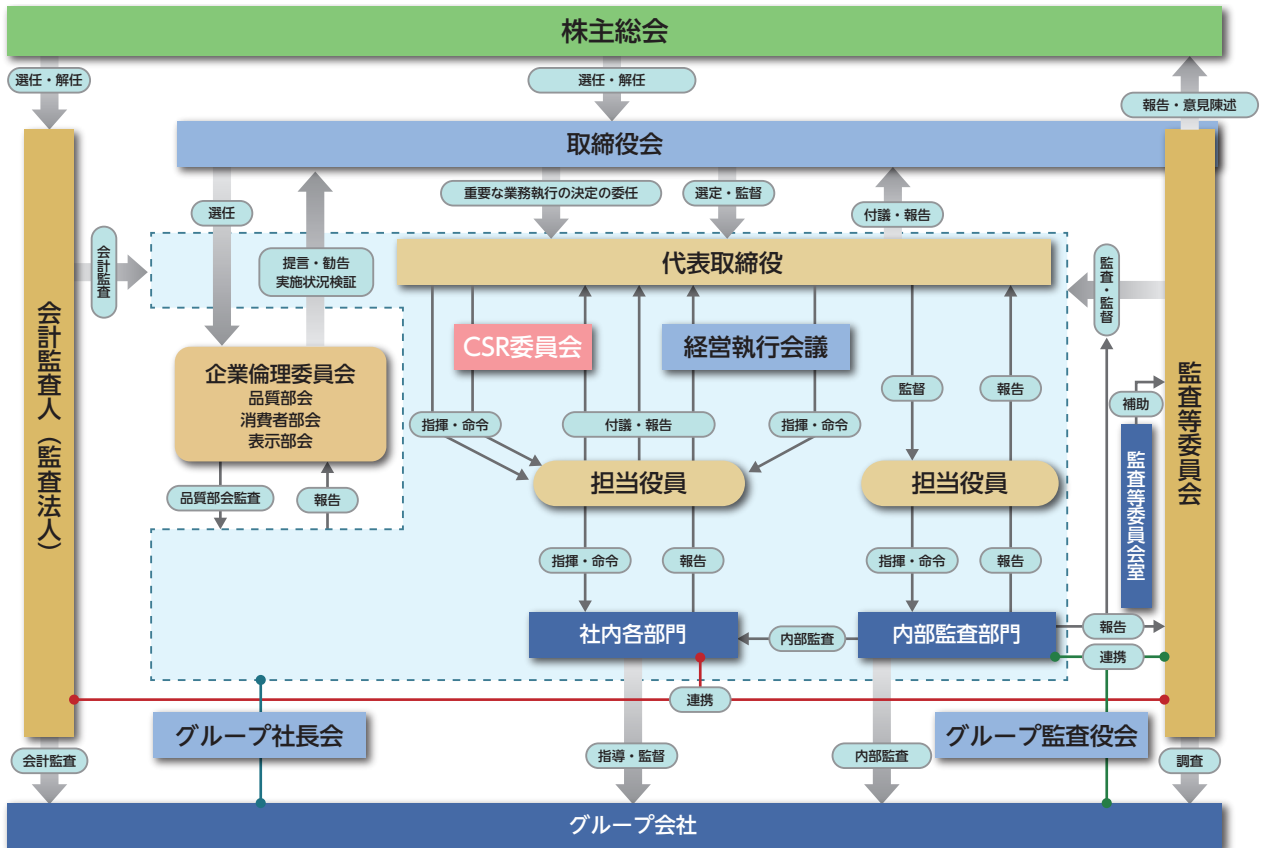 株主総会
選任・解任
選任・解任
報告・意見陳述
取締役会
選任
重要な業務執行の決定の委任
選定・監督
付議・報告
会計監査
提言・勧告
実施状況検証
代表取締役
監査・監督
会計監査人（監査法人）
CSR委員会
経営執行会議
企業倫理委員会
品質部会
消費者部会
表示部会
監督
報告
補助
監査等委員会
指揮・命令
付議・報告
指揮・命令
監査等委員会室
担当役員
担当役員
品質部会監査
報告
指揮・命令
報告
指揮・命令
報告
社内各部門
内部監査
内部監査部門
報告
連携
連携
グループ社長会
グループ監査役会
会計監査
指導・監督
内部監査
調査
グループ会社